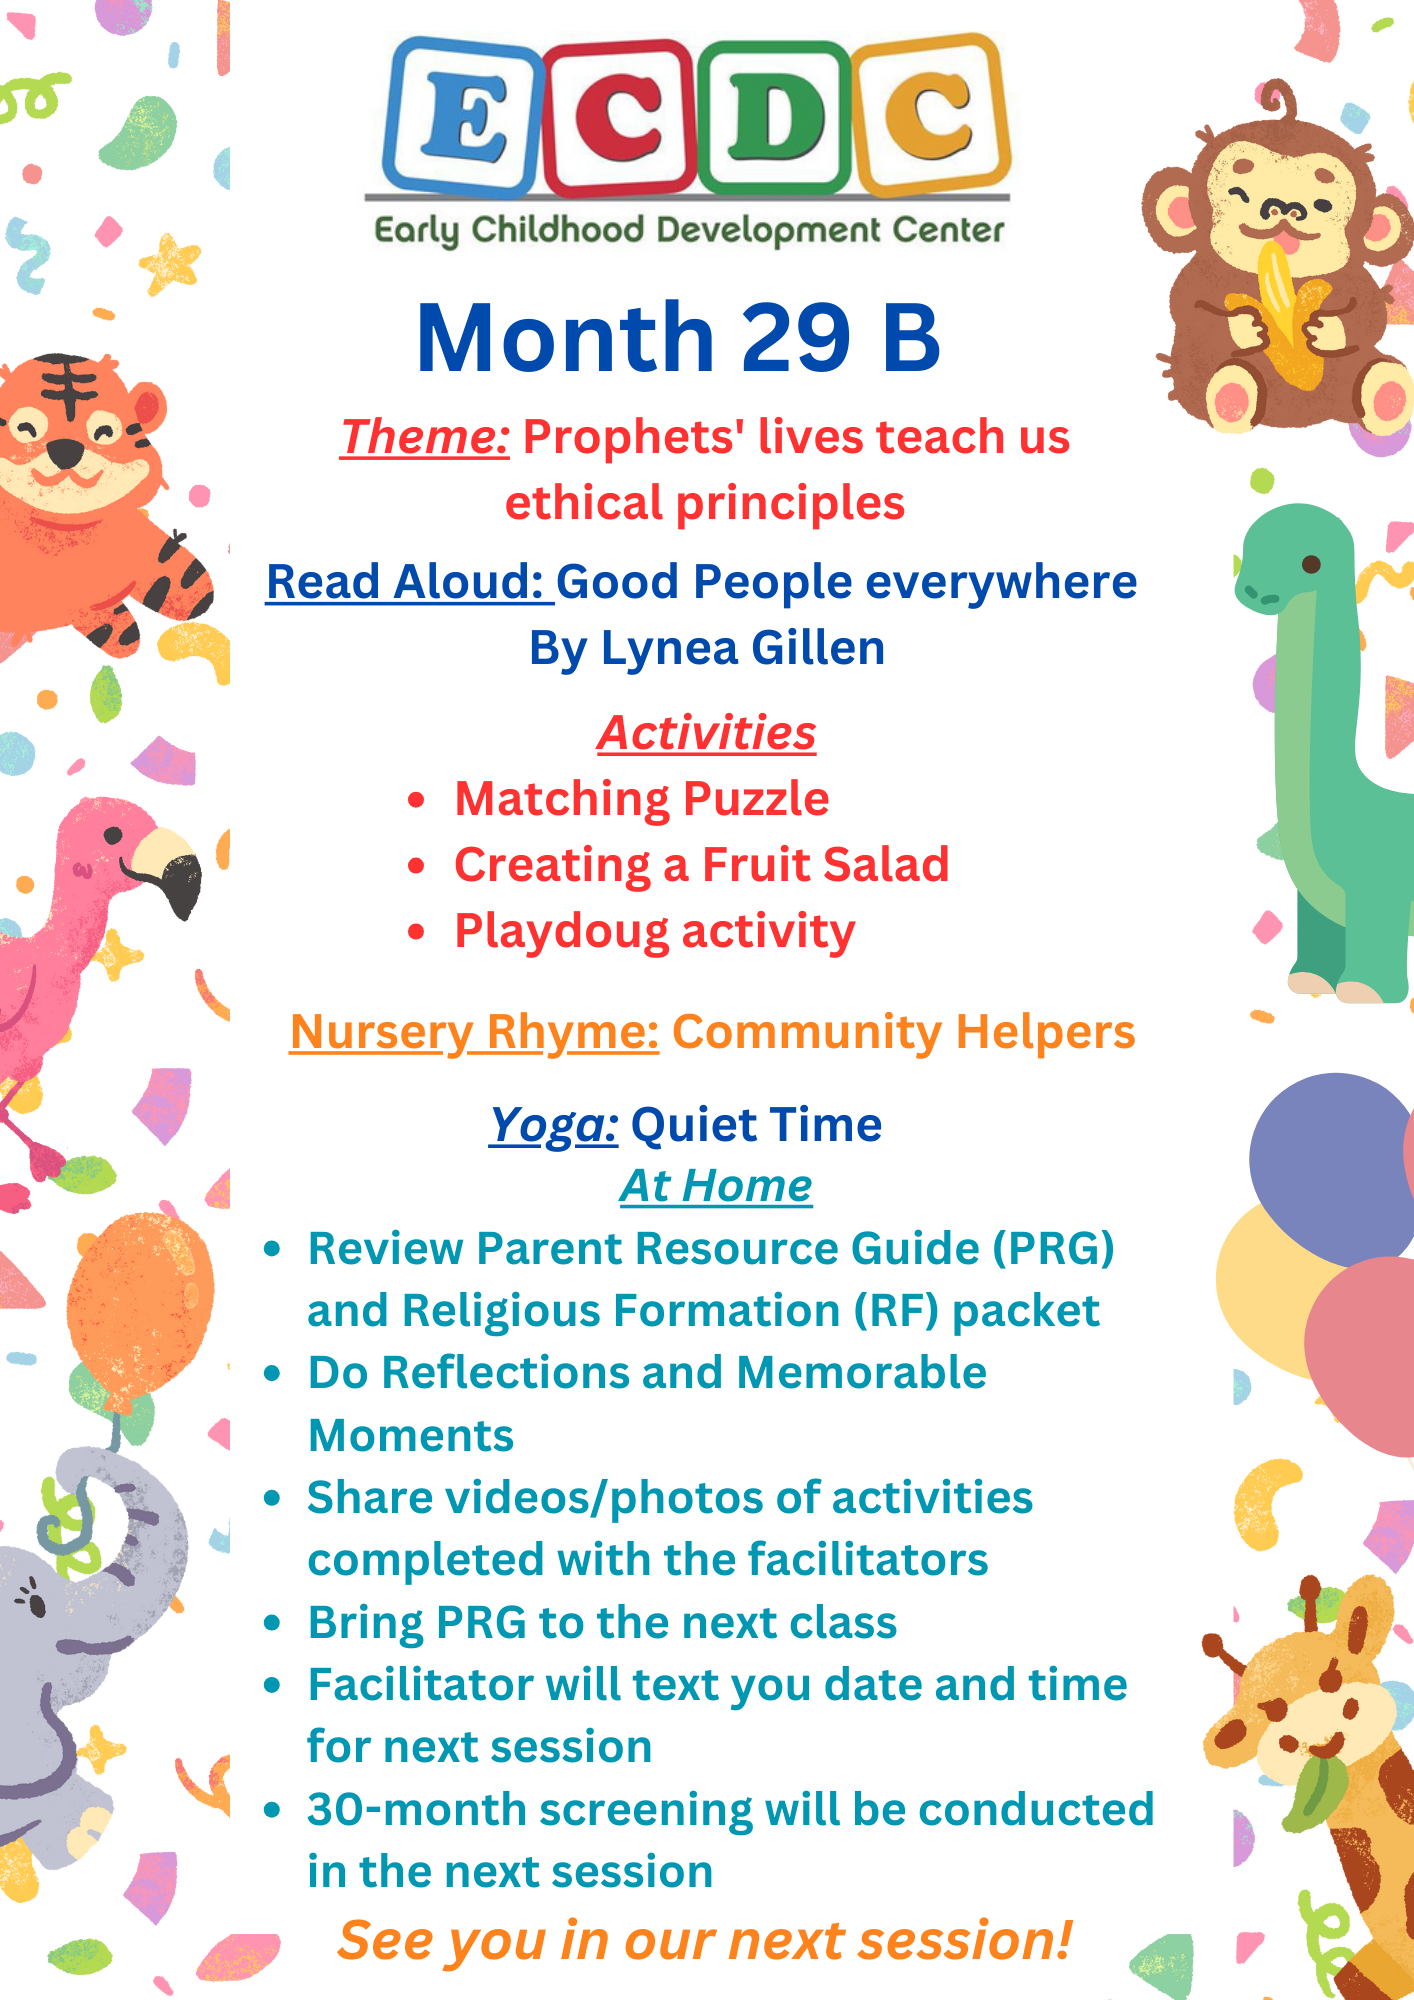 E C D C
Early Childhood Development Center
Month 29 B
Theme: Prophets' lives teach us
ethical principles
Read Aloud: Good People everywhere
By Lynea Gillen
Activities
• Matching Puzzle
• Creating a Fruit Salad
• Playdoug activity
Nursery Rhyme: Community Helpers
Yoga: Quiet Time
At Home
• Review Parent Resource Guide (PRG)
and Religious Formation (RF) packet
• Do Reflections and Memorable
Moments
• Share videos/photos of activities
completed with the facilitators
• Bring PRG to the next class
• Facilitator will text you date and time
for next session
• 30-month screening will be conducted
in the next session
See you in our next session!